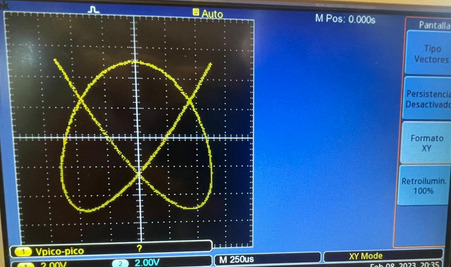 Auto
M Pos: 0.000s
Pantalla
Tipo
Vectores
Persistencia
Desactivado
Formato
XY
Retroilumin.
100%
1 Vpico-pico ?
1 2.00V 2 2.00V
M 250us
XY Mode
Feb 08, 2023, 20:35